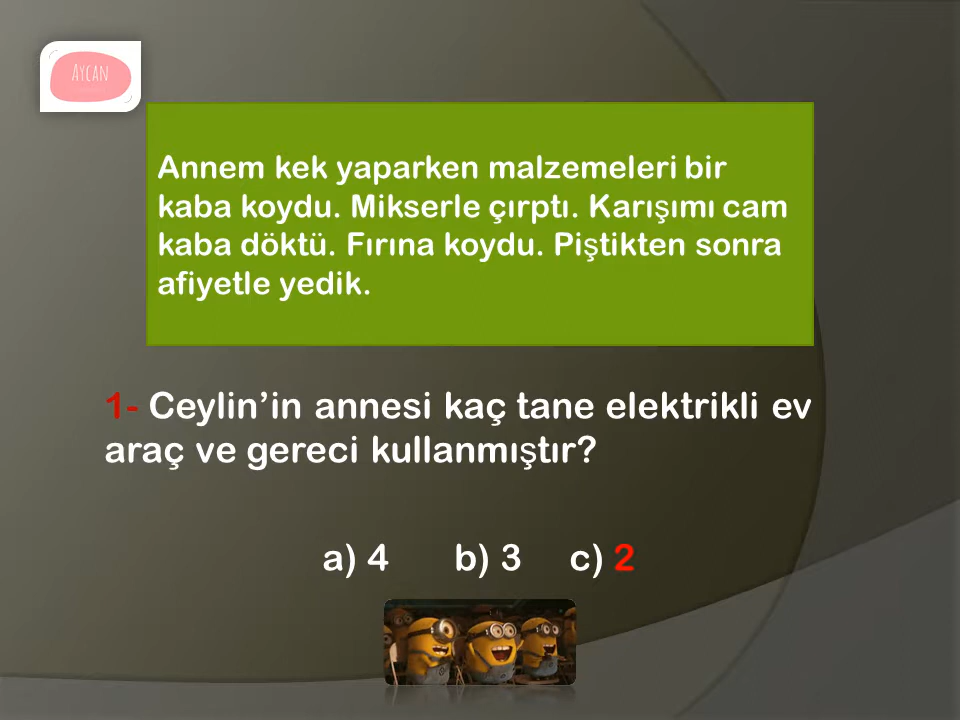 AYCAN
Annem kek yaparken malzemeleri bir
kaba koydu. Mikserle çırptı. Karışımı cam
kaba döktü. Fırına koydu. Piştikten sonra
afiyetle yedik.
1- Ceylin’in annesi kaç tane elektrikli ev
araç ve gereci kullanmıştır?
a) 4 b) 3 c) 2